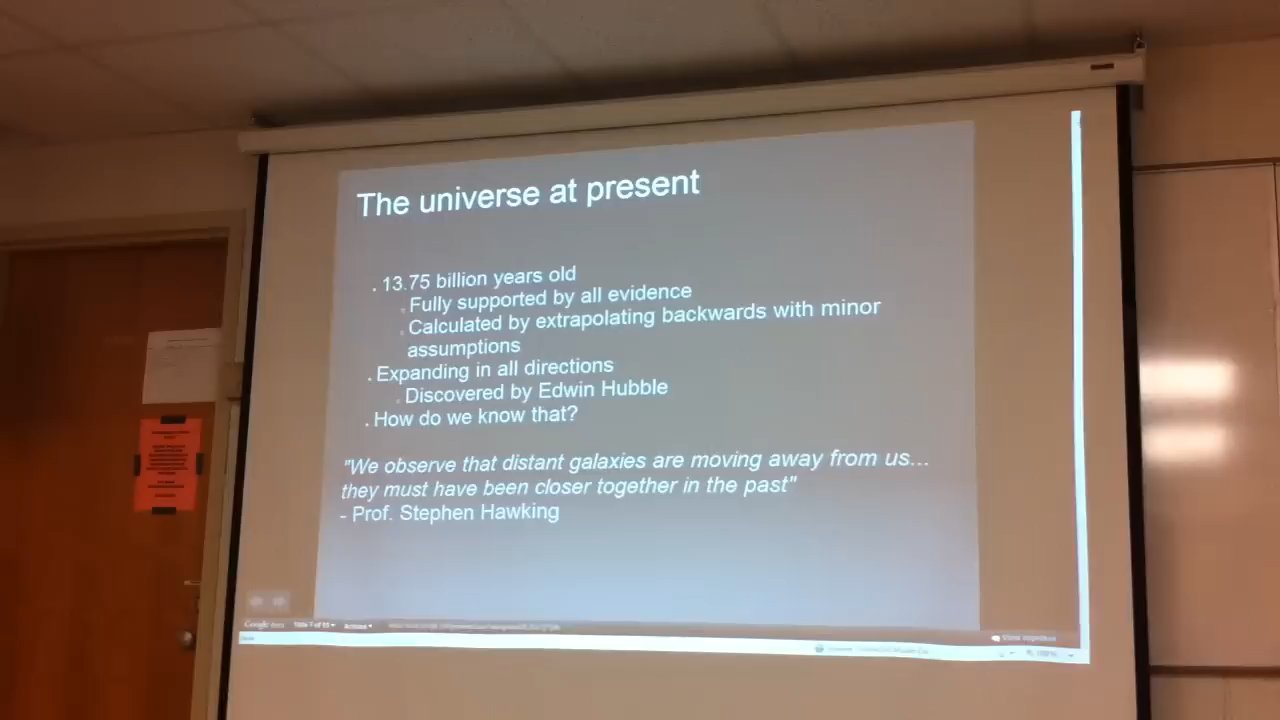 The universe at present
. 13.75 billion years old
. Fully supported by all evidence
. Calculated by extrapolating backwards with minor
assumptions
. Expanding in all directions
. Discovered by Edwin Hubble
. How do we know that?
"We observe that distant galaxies are moving away from us...
they must have been closer together in the past"
- Prof. Stephen Hawking
Google docs